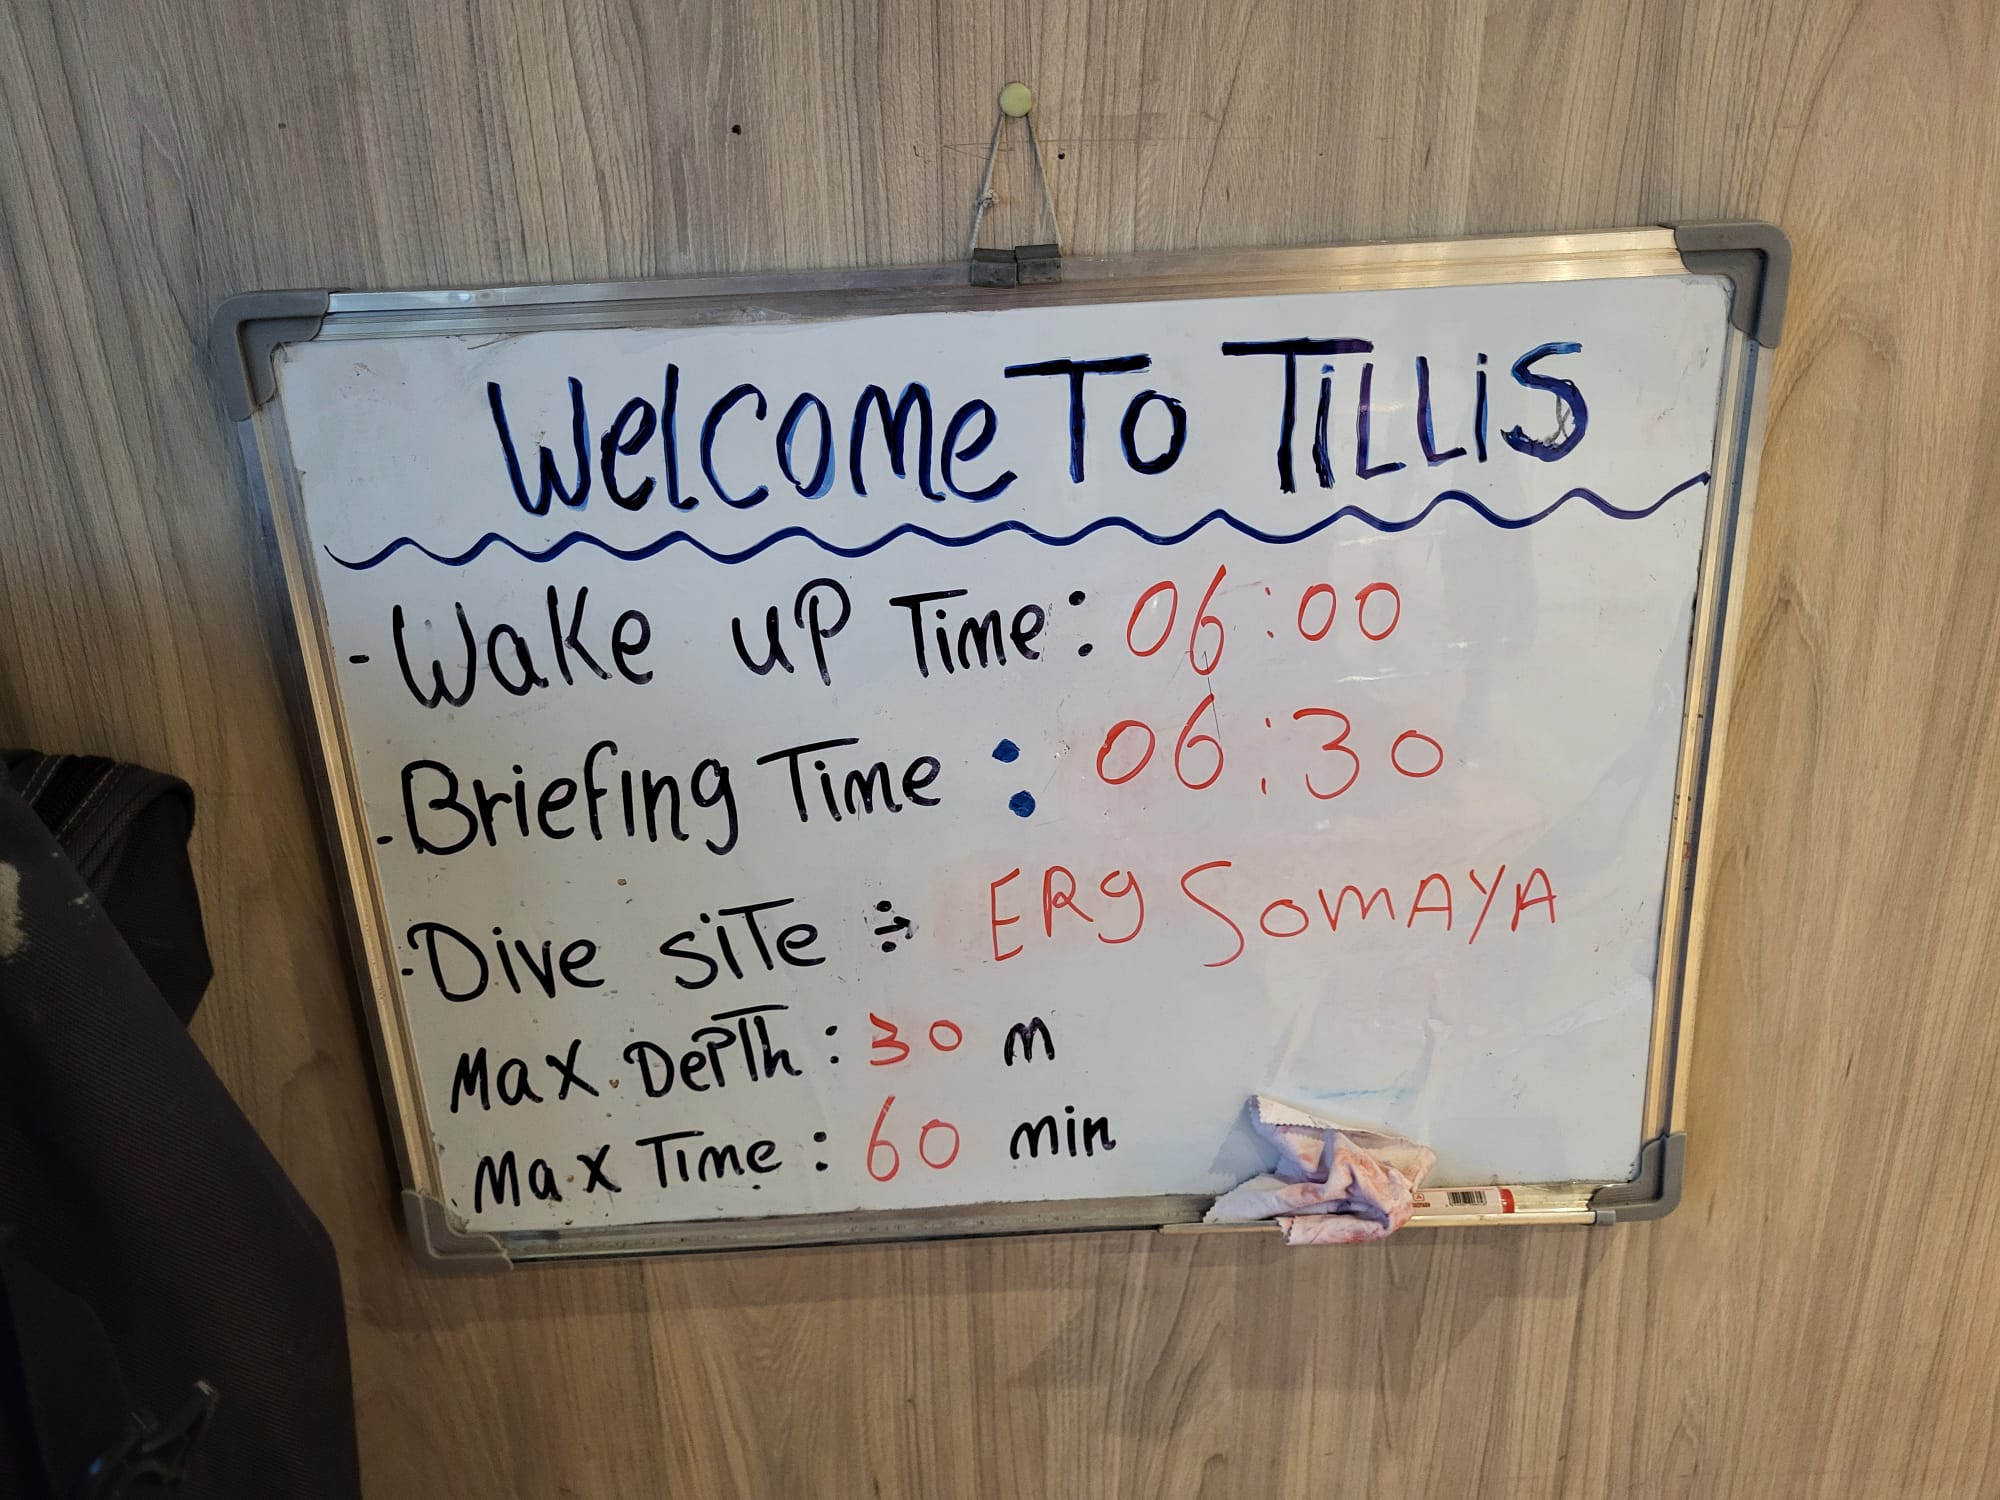 Welcome To TiLLiS
- Wake uP Time: 06:00
- Briefing Time : 06:30
- Dive siTe : ERg SomAYA
Max DepTh : 30 m
Max Time : 60 min